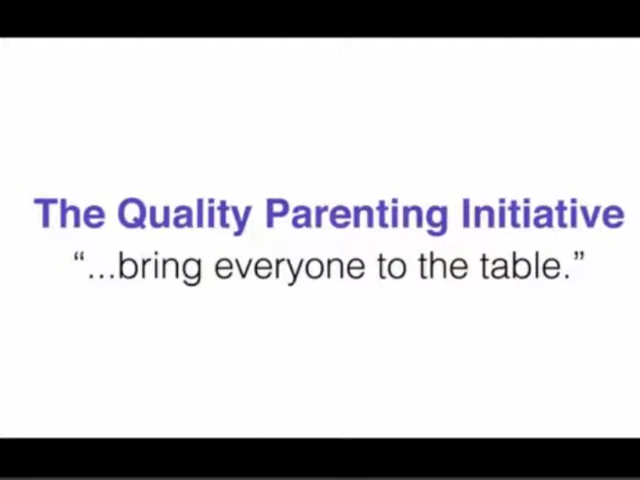 The Quality Parenting Initiative
“...bring everyone to the table.”